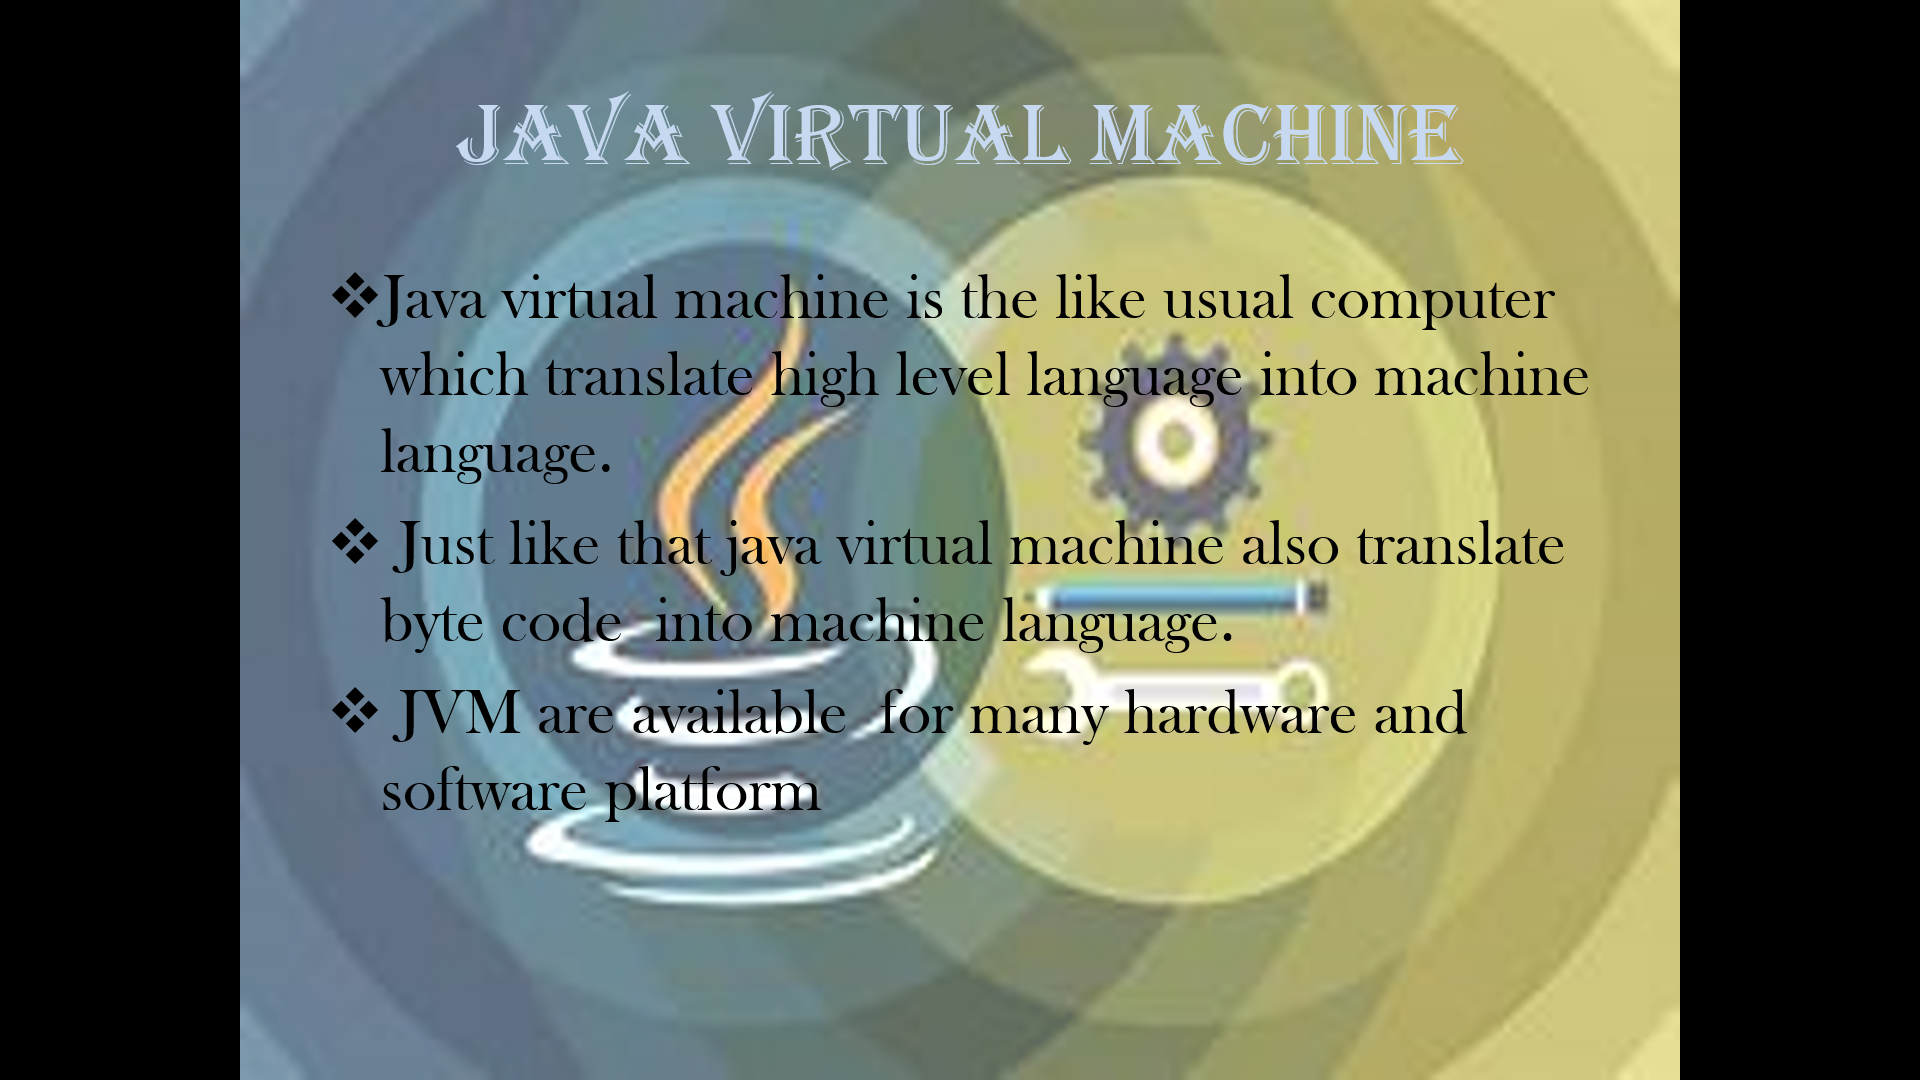 JAVA VIRTUAL MACHINE
❖Java virtual machine is the like usual computer
which translate high level language into machine
language.
❖ Just like that java virtual machine also translate
byte code  into machine language.
❖ JVM are available  for many hardware and
software platform